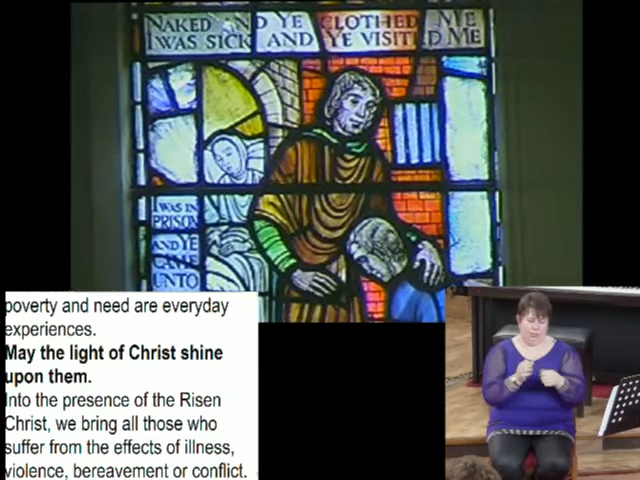 NAKED AND YE CLOTHED ME
I WAS SICK AND YE VISITED ME
I WAS IN
PRISON
AND YE
CAME
UNTO
poverty and need are everyday
experiences.
May the light of Christ shine
upon them.
Into the presence of the Risen
Christ, we bring all those who
suffer from the effects of illness,
violence, bereavement or conflict.